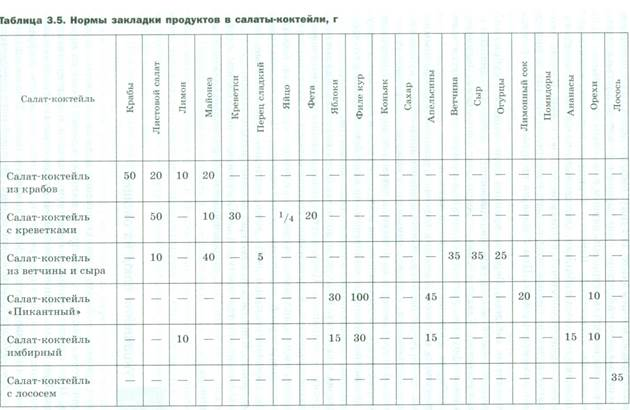 Таблица 3.5. Нормы закладки продуктов в салаты-коктейли, г
Салат-коктейль | Крабы | Листовой салат | Лимон | Майонез | Креветки | Перец сладкий | Яйцо | Фета | Яблоки | Филе кур | Коньяк | Сахар | Апельсины | Ветчина | Сыр | Огурцы | Лимонный сок | Помидоры | Ананасы | Орехи | Лосось
Салат-коктейль
из крабов | 50 | 20 | 10 | 20 | — | — | — | — | — | — | — | — | — | — | — | — | — | — | — | — | —
Салат-коктейль
с креветками | — | 50 | — | 10 | 30 | — | 1/4 | 20 | — | — | — | — | — | — | — | — | — | — | — | — | —
Салат-коктейль
из ветчины и сыра | — | 10 | — | 40 | — | 5 | — | — | — | — | — | — | — | 35 | 35 | 25 | — | — | — | — | —
Салат-коктейль
«Пикантный» | — | — | — | — | — | — | — | — | 30 | 100 | — | — | 45 | — | — | — | 20 | — | — | 10 | —
Салат-коктейль
имбирный | — | — | 10 | — | — | — | — | — | 15 | 30 | — | — | 15 | — | — | — | — | — | 15 | 10 | —
Салат-коктейль
с лососем | — | — | — | — | — | — | — | — | — | — | — | — | — | — | — | — | — | — | — | — | 35